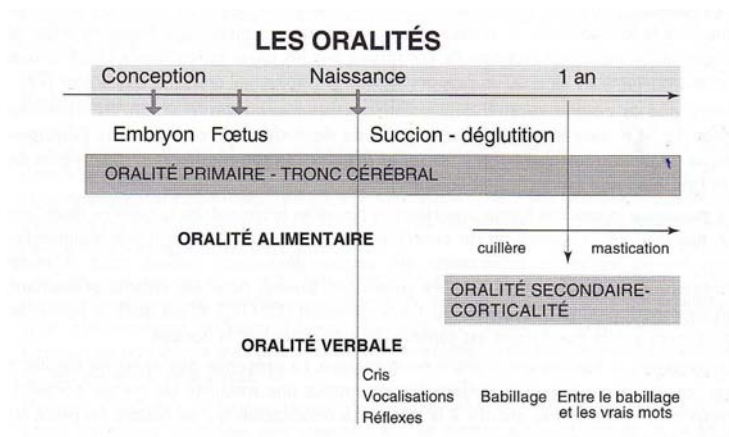 LES ORALITÉS
Conception Naissance 1 an
Embryon Fœtus Succion - déglutition
ORALITÉ PRIMAIRE - TRONC CÉRÉBRAL
ORALITÉ ALIMENTAIRE
cuillère mastication
ORALITÉ SECONDAIRE-
CORTICALITÉ
ORALITÉ VERBALE
Cris
Vocalisations Babillage Entre le babillage
et les vrais mots
Réflexes